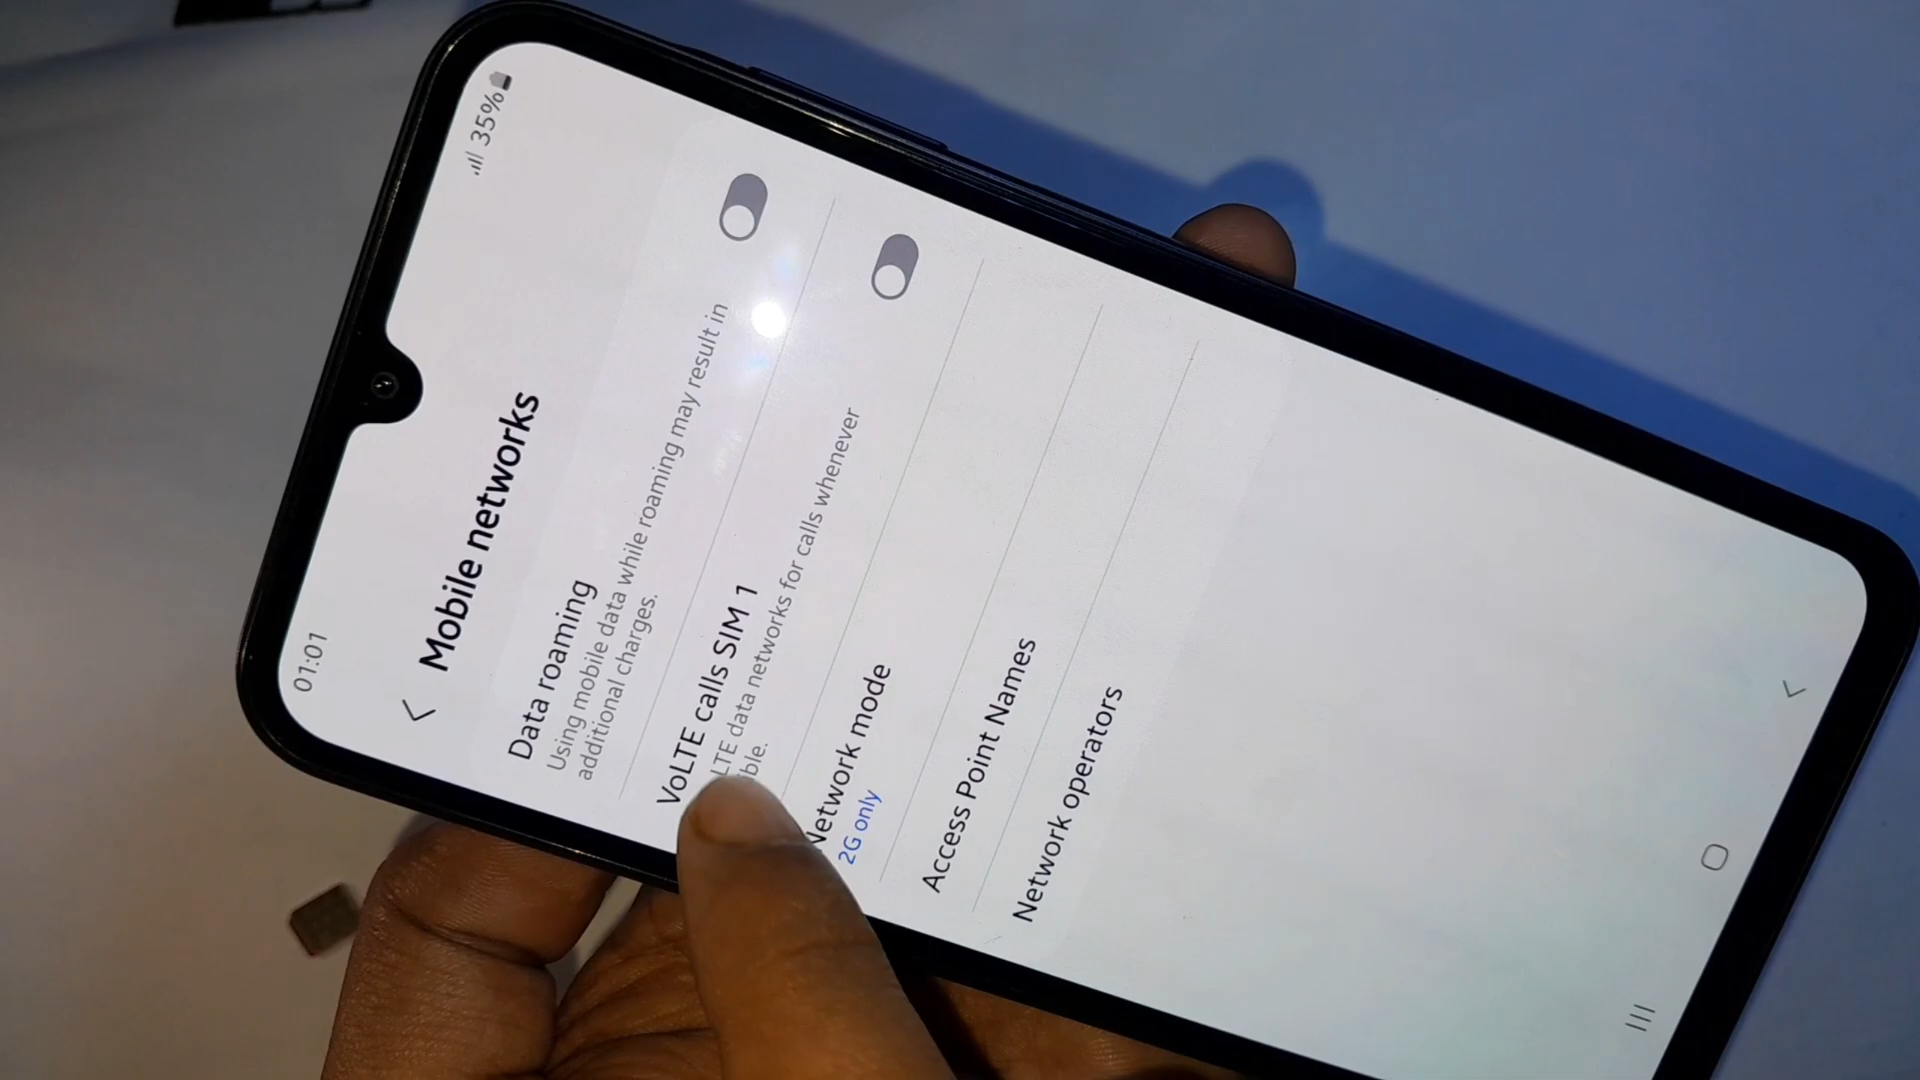 01:01
35%
Mobile networks
Data roaming
Using mobile data while roaming may result in
additional charges.
VoLTE calls SIM 1
LTE data networks for calls whenever
Network mode
2G only
Access Point Names
Network operators